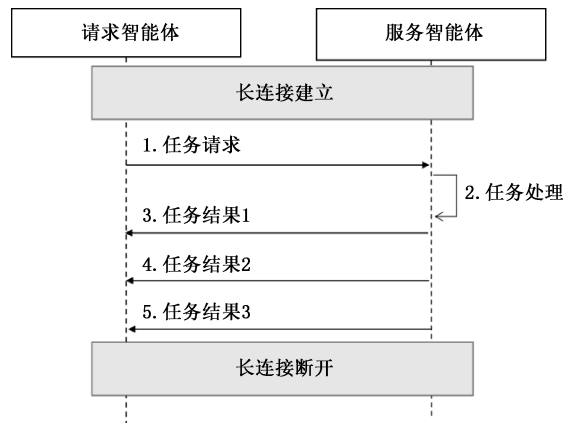 请求智能体
服务智能体
长连接建立
1.任务请求
2.任务处理
3.任务结果1
4.任务结果2
5.任务结果3
长连接断开